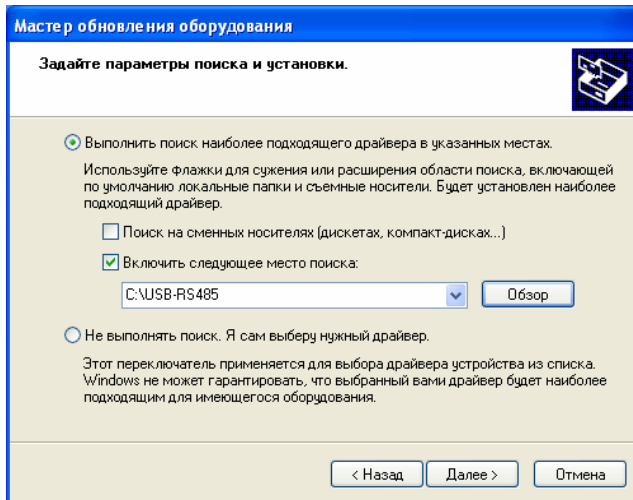 Мастер обновления оборудования
Задайте параметры поиска и установки.
Выполнить поиск наиболее подходящего драйвера в указанных местах.
Используйте флажки для сужения или расширения области поиска, включающей
по умолчанию локальные папки и съемные носители. Будет установлен наиболее
подходящий драйвер.
Поиск на сменных носителях (дискетах, компакт-дисках...)
Включить следующее место поиска:
C:\USB-RS485
Обзор
Не выполнять поиск. Я сам выберу нужный драйвер.
Этот переключатель применяется для выбора драйвера устройства из списка.
Windows не может гарантировать, что выбранный вами драйвер будет наиболее
подходящим для имеющегося оборудования.
< Назад
Далее >
Отмена